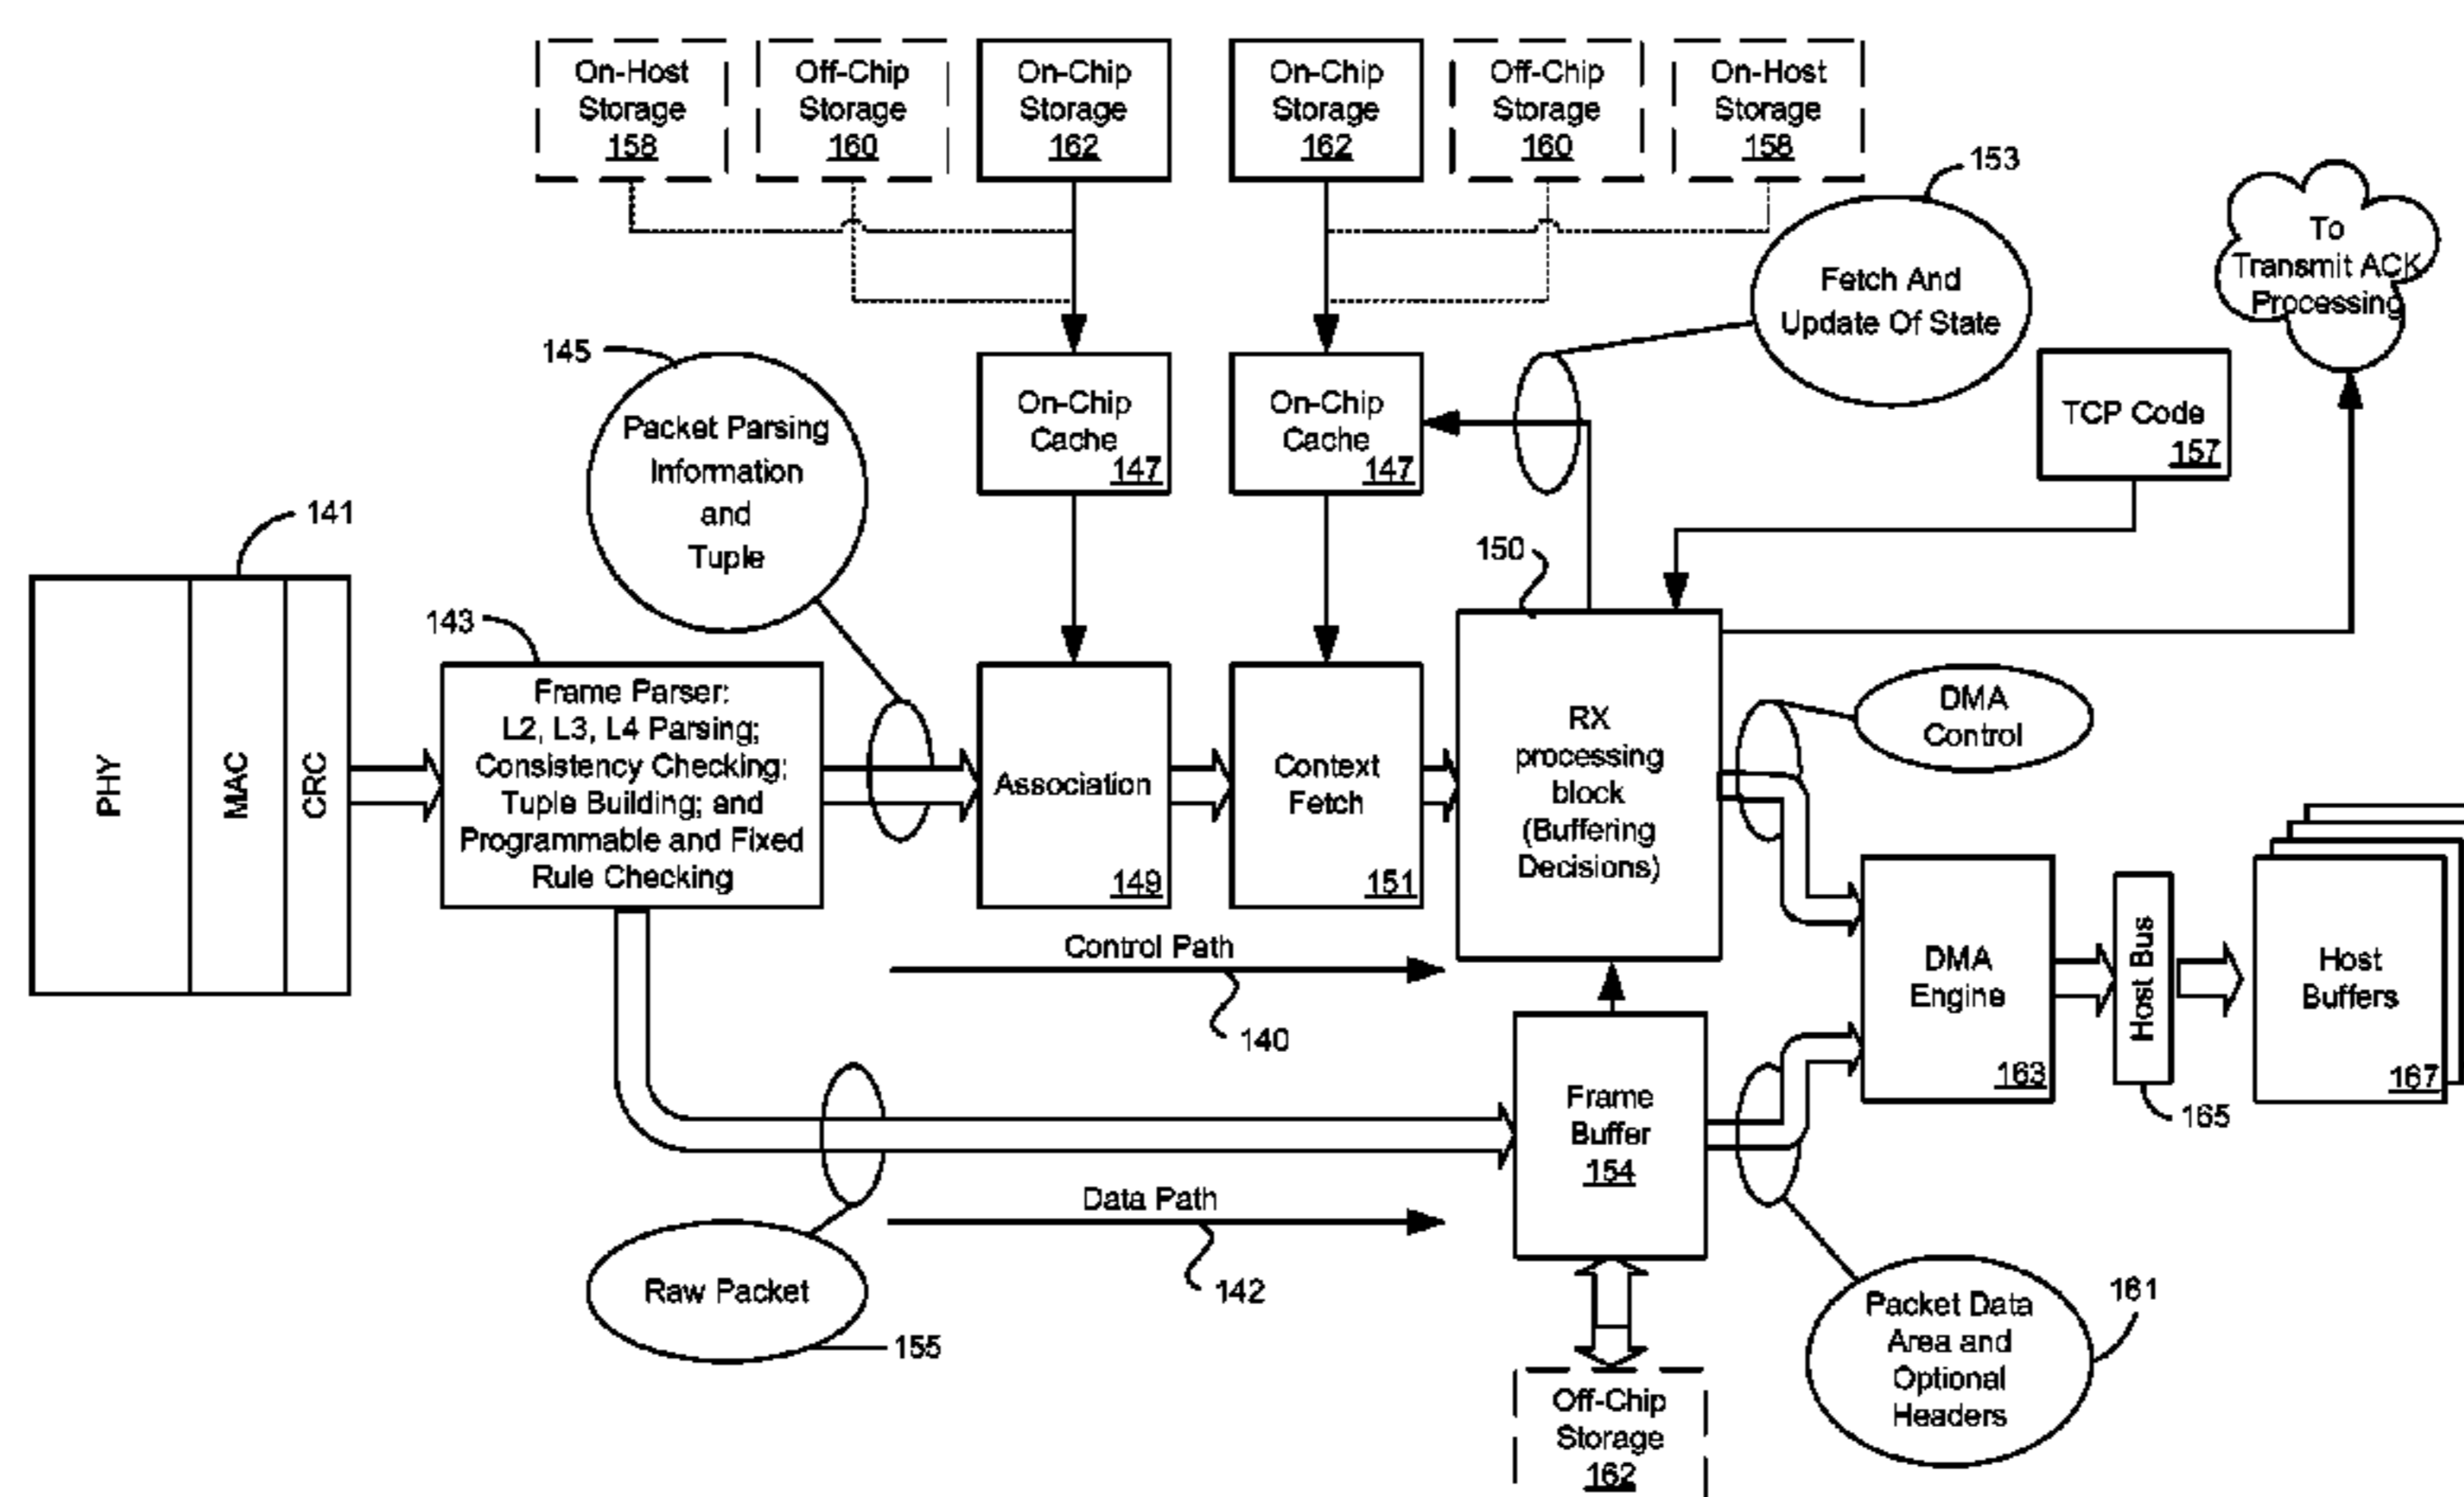 On-Host
Storage
158
Off-Chip
Storage
160
On-Chip
Storage
162
On-Chip
Storage
162
Off-Chip
Storage
160
On-Host
Storage
158
153
Fetch And
Update Of State
To
Transmit ACK
Processing
145
Packet Parsing
Information
and
Tuple
On-Chip
Cache
147
On-Chip
Cache
147
TCP Code
157
141
PHY
MAC
CRC
143
Frame Parser:
L2, L3, L4 Parsing;
Consistency Checking;
Tuple Building; and
Programmable and Fixed
Rule Checking
Association
149
Context
Fetch
151
150
RX
processing
block
(Buffering
Decisions)
DMA
Control
Control Path
140
DMA
Engine
163
Host Bus
165
Host
Buffers
167
Frame
Buffer
154
Data Path
142
Raw Packet
155
Packet Data
Area and
Optional
Headers
161
Off-Chip
Storage
162